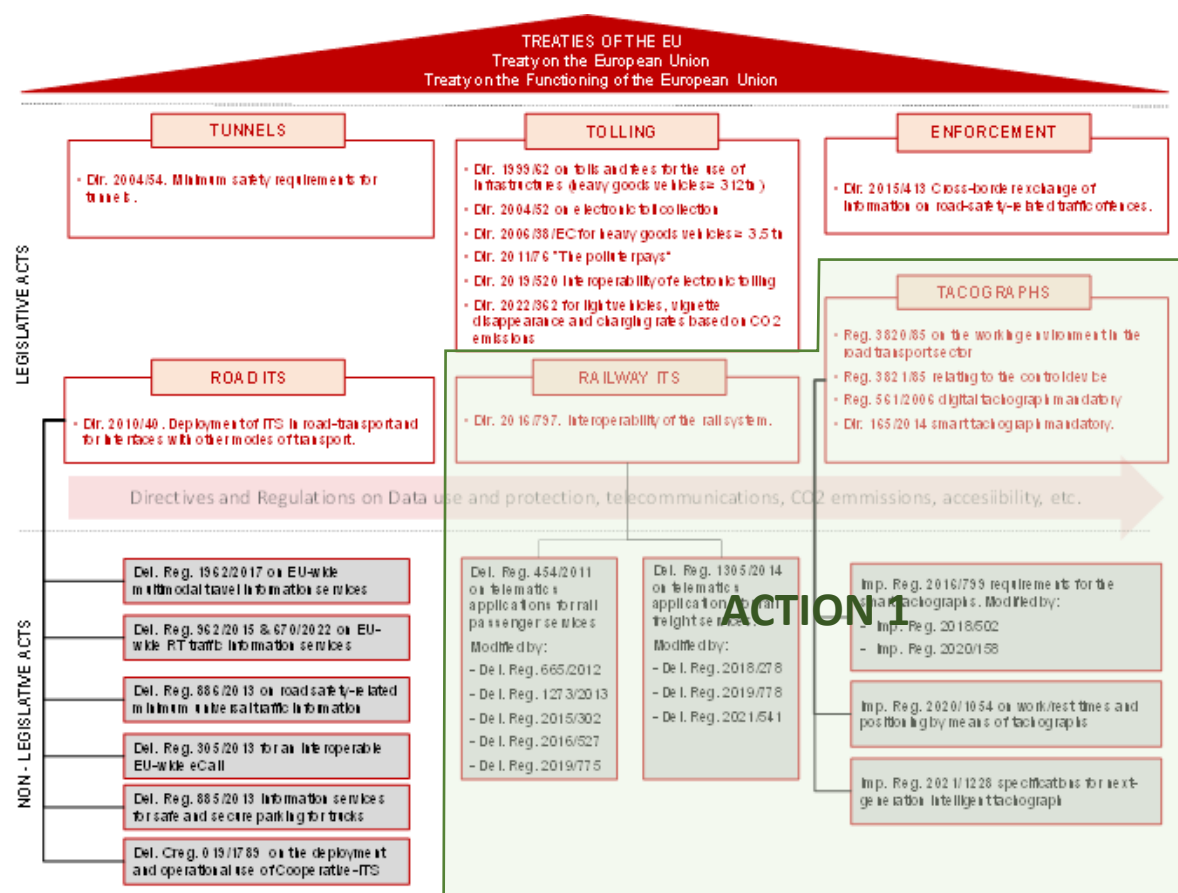 TREATIES OF THE EU
Treaty on the European Union
Treaty on the Functioning of the European Union
LEGISLATIVE ACTS
TUNNELS
• Dir. 2004/54. Minimum safety requirements for
tunnels.
TOLLING
• Dir. 1999/62 on tolls and fees for the use of
Infrastructures (heavy goods vehicles ≥ 312tn)
• Dir. 2004/52 on electronic toll collection
• Dir. 2006/38/EC for heavy goods vehicles ≥ 3.5 tn
• Dir. 2011/76 "The polluter pays"
• Dir. 2019/520 Interoperability of electronic tolling
• Dir. 2022/362 for light vehicles, vignette
disappearance and charging rates based on CO2
emissions
ENFORCEMENT
• Dir. 2015/413 Cross-border exchange of
Information on road-safety-related traffic offences.
TACOGRAPHS
• Reg. 3820/85 on the working environment in the
road transport sector
• Reg. 3821/85 relating to the control device
• Reg. 561/2006 digital tachograph mandatory
• Dir. 165/2014 smart tachograph mandatory.
ROAD ITS
• Dir. 2010/40. Deployment of ITS in road-transport and
for Interfaces with other modes of transport.
RAILWAY ITS
• Dir. 2016/797. Interoperability of the rail system.
Directives and Regulations on Data use and protection, telecommunications, CO2 emmissions, accesiibility, etc.
NON - LEGISLATIVE ACTS
Del. Reg. 1962/2017 on EU-wide
multimodal travel information services
Del. Reg. 962/2015 & 670/2022 on EU-
wide RT traffic Information services
Del. Reg. 886/2013 on road safety-related
minimum universal traffic Information
Del. Reg. 305/2013 for an Interoperable
EU-wide eCall
Del. Reg. 885/2013 Information services
for safe and secure parking for trucks
Del. Creg. 019/1789 on the deployment
and operational use of Cooperative-ITS
Del. Reg. 454/2011
on telematics
applications for rail
passenger services
Modified by:
– Del. Reg. 665/2012
– Del. Reg. 1273/2013
– Del. Reg. 2015/302
– Del. Reg. 2016/527
– Del. Reg. 2019/775
Del. Reg. 1305/2014
on telematics
applications for rail
freight services.
Modified by:
– Del. Reg. 2018/278
– Del. Reg. 2019/778
– Del. Reg. 2021/541
ACTION 1
Imp. Reg. 2016/799 requirements for the
smart tachographs. Modified by:
– Imp. Reg. 2018/502
– Imp. Reg. 2020/158
Imp. Reg. 2020/1054 on work/rest times and
positioning by means of tachographs
Imp. Reg. 2021/1228 specifications for next-
generation Intelligent tachograph